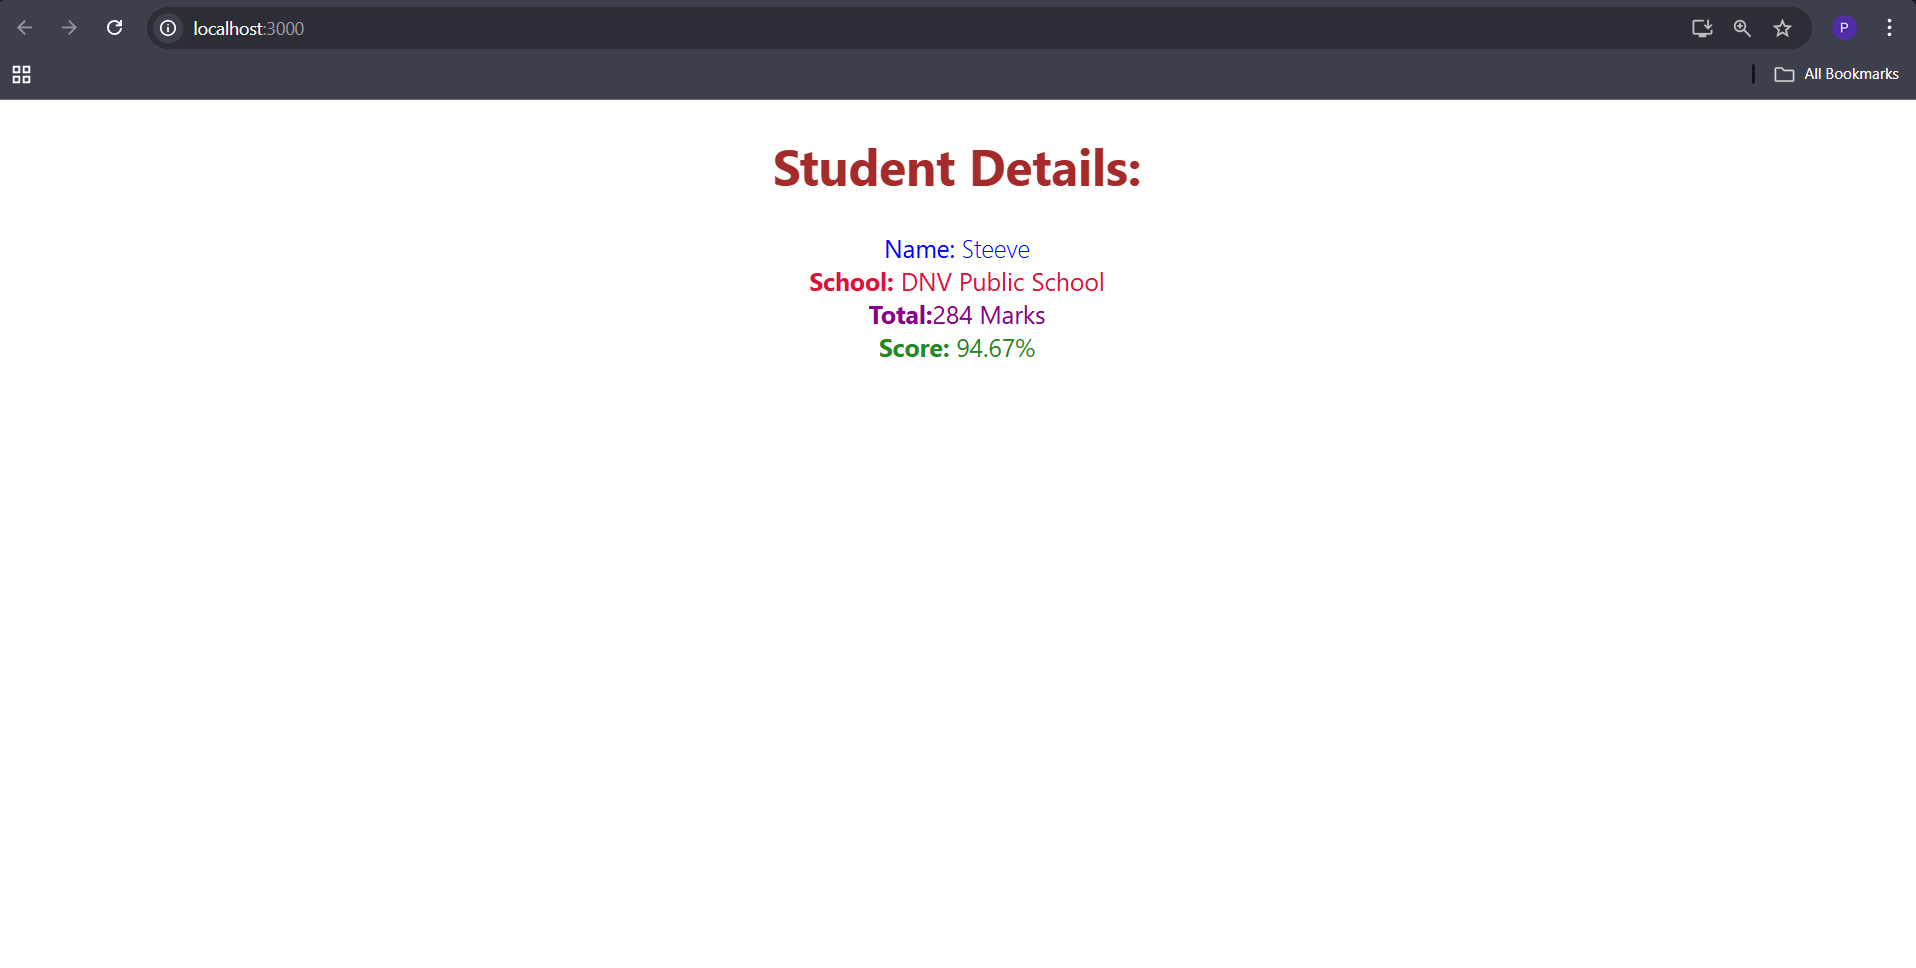 localhost:3000
P
All Bookmarks
Student Details:
Name: Steeve
School: DNV Public School
Total:284 Marks
Score: 94.67%